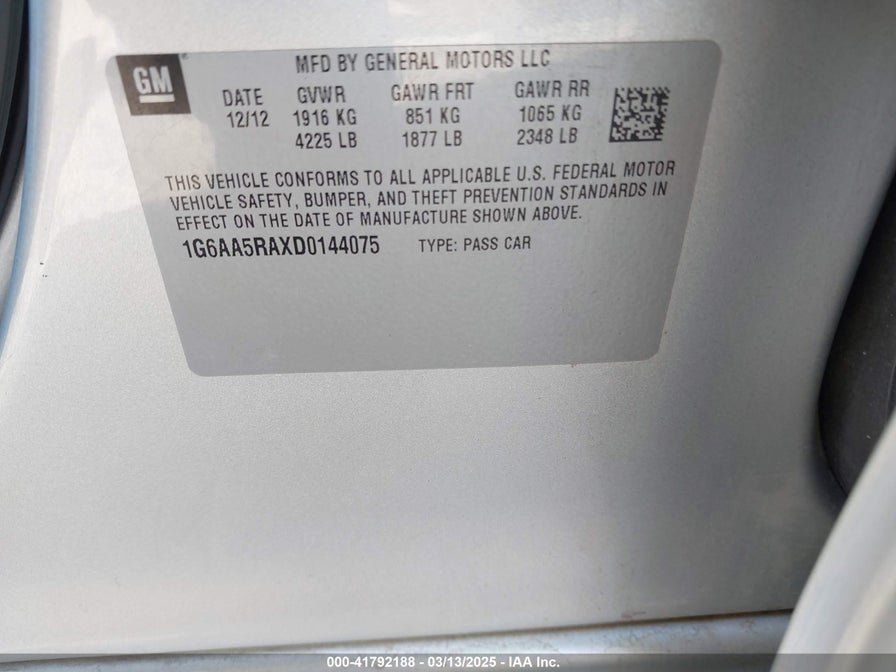 GM
MFD BY GENERAL MOTORS LLC
DATE GVWR GAWR FRT GAWR RR
12/12 1916 KG 851 KG 1065 KG
4225 LB 1877 LB 2348 LB
THIS VEHICLE CONFORMS TO ALL APPLICABLE U.S. FEDERAL MOTOR
VEHICLE SAFETY, BUMPER, AND THEFT PREVENTION STANDARDS IN
EFFECT ON THE DATE OF MANUFACTURE SHOWN ABOVE.
1G6AA5RAXD0144075 TYPE: PASS CAR
000-41792188 - 03/13/2025 - IAA Inc.